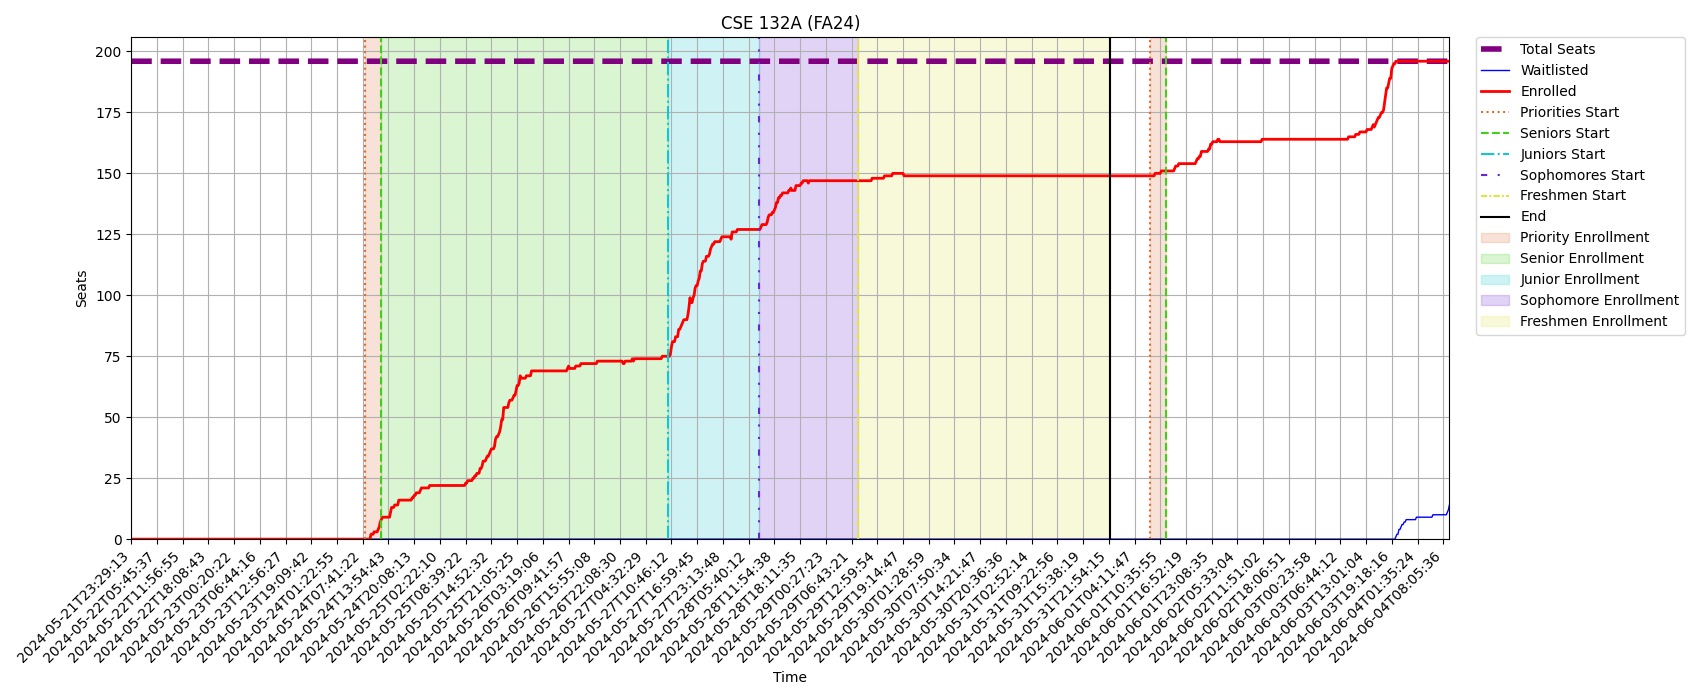 CSE 132A (FA24)
200
175
150
125
100
75
50
25
0
Seats
2024-05-21T23:29:13
2024-05-22T05:45:37
2024-05-22T11:56:55
2024-05-22T18:08:43
2024-05-23T00:20:22
2024-05-23T06:44:16
2024-05-23T12:56:27
2024-05-23T19:09:42
2024-05-24T01:22:55
2024-05-24T07:41:22
2024-05-24T13:54:43
2024-05-24T20:08:13
2024-05-25T02:22:10
2024-05-25T08:39:22
2024-05-25T14:52:32
2024-05-25T21:05:25
2024-05-26T03:19:06
2024-05-26T09:41:57
2024-05-26T15:55:08
2024-05-26T22:08:30
2024-05-27T04:32:29
2024-05-27T10:46:12
2024-05-27T16:59:45
2024-05-27T23:13:48
2024-05-28T05:40:12
2024-05-28T11:54:38
2024-05-28T18:11:35
2024-05-29T00:27:23
2024-05-29T06:43:21
2024-05-29T12:59:54
2024-05-29T19:14:47
2024-05-30T01:28:59
2024-05-30T07:50:34
2024-05-30T14:21:47
2024-05-30T20:36:36
2024-05-31T02:52:14
2024-05-31T09:22:56
2024-05-31T15:38:19
2024-05-31T21:54:15
2024-06-01T04:11:47
2024-06-01T10:35:55
2024-06-01T16:52:19
2024-06-01T23:08:35
2024-06-02T05:33:04
2024-06-02T11:51:02
2024-06-02T18:06:51
2024-06-03T00:23:58
2024-06-03T06:44:12
2024-06-03T13:01:04
2024-06-03T19:18:16
2024-06-04T01:35:24
2024-06-04T08:05:36
Time
Total Seats
Waitlisted
Enrolled
Priorities Start
Seniors Start
Juniors Start
Sophomores Start
Freshmen Start
End
Priority Enrollment
Senior Enrollment
Junior Enrollment
Sophomore Enrollment
Freshmen Enrollment